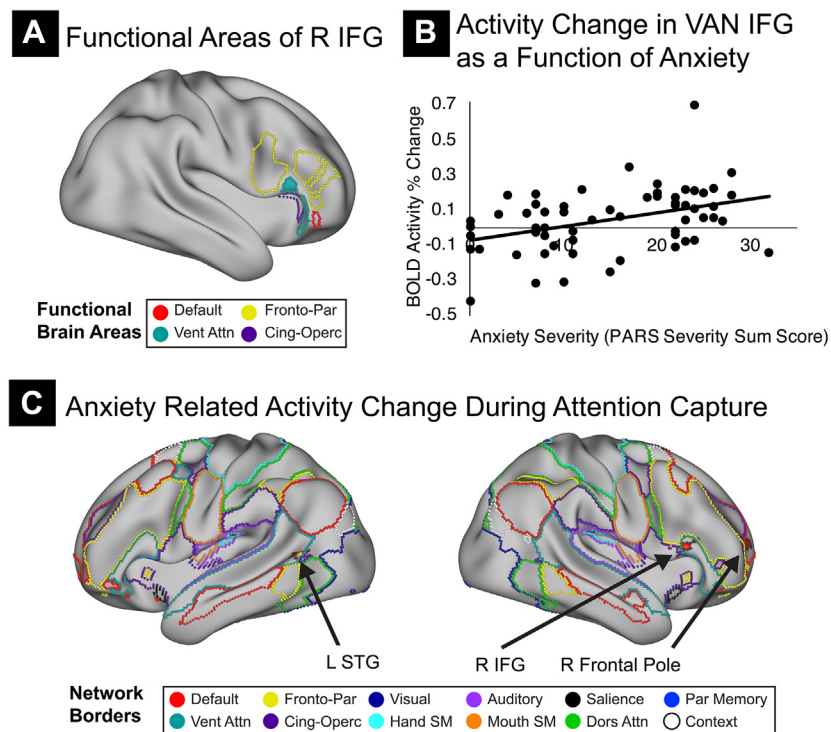 A Functional Areas of R IFG
Functional
Brain Areas
Default
Fronto-Par
Vent Attn
Cing-Operc
B Activity Change in VAN IFG
as a Function of Anxiety
BOLD Activity % Change
0.7
0.5
0.3
0.1
-0.1
-0.3
-0.5
0
10
20
30
Anxiety Severity (PARS Severity Sum Score)
C Anxiety Related Activity Change During Attention Capture
L STG
R IFG
R Frontal Pole
Network
Borders
Default
Fronto-Par
Visual
Auditory
Salience
Par Memory
Vent Attn
Cing-Operc
Hand SM
Mouth SM
Dors Attn
Context